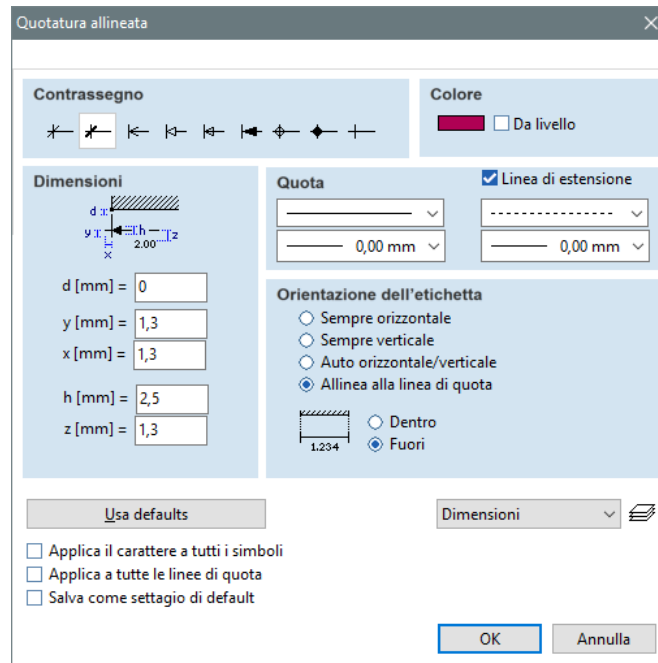 Quotatura allineata
Contrassegno
Colore
Da livello
Dimensioni
d x
y x h z
2.00
x
d [mm] = 0
y [mm] = 1,3
x [mm] = 1,3
h [mm] = 2,5
z [mm] = 1,3
Quota
Linea di estensione
0,00 mm
0,00 mm
Orientazione dell'etichetta
Sempre orizzontale
Sempre verticale
Auto orizzontale/verticale
Allinea alla linea di quota
1.234
Dentro
Fuori
Usa defaults
Dimensioni
Applica il carattere a tutti i simboli
Applica a tutte le linee di quota
Salva come settagio di default
OK
Annulla